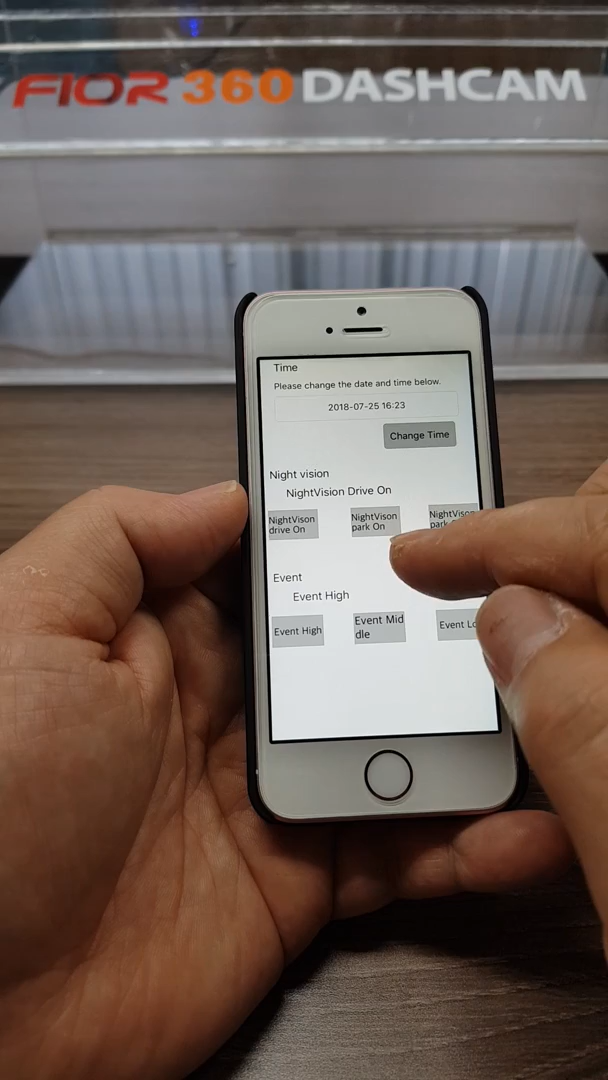 FIOR 360 DASHCAM
Time
Please change the date and time below.
2018-07-25 16:23
Change Time
Night vision
NightVision Drive On
NightVison
drive On
NightVison
park On
NightVison
park
Event
Event High
Event High
Event Mid
dle
Event Lo